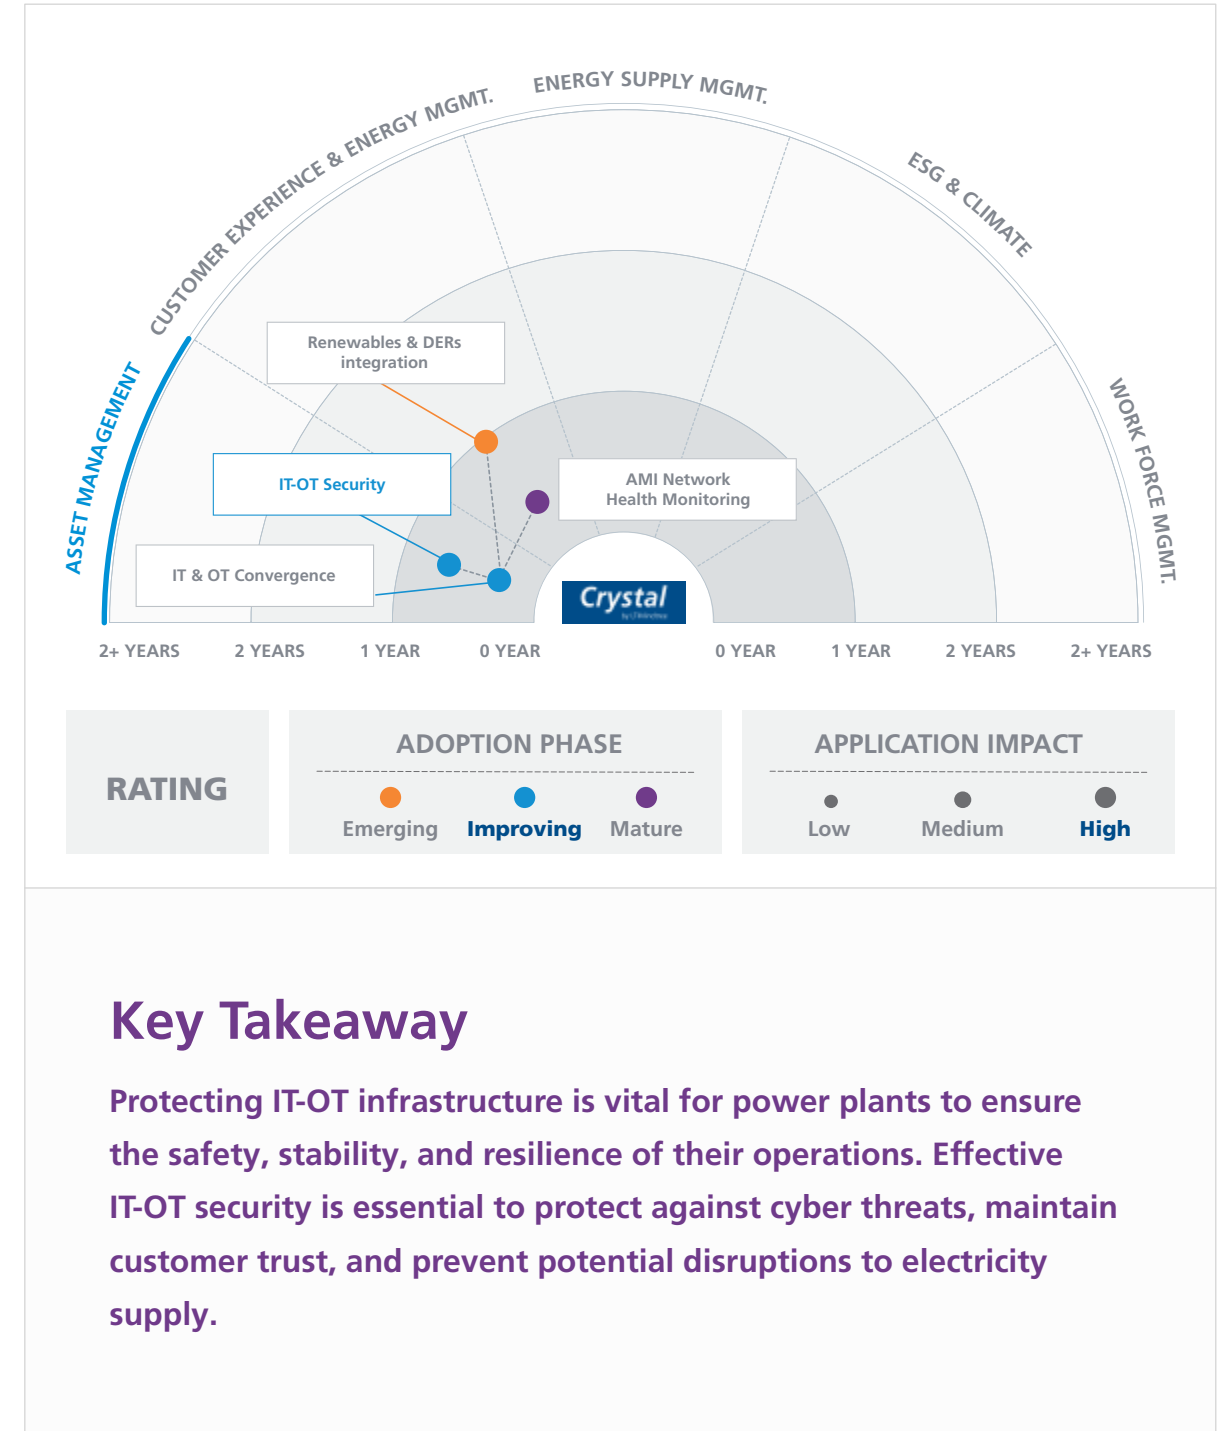 ENERGY SUPPLY MGMT.
CUSTOMER EXPERIENCE & ENERGY MGMT.
ESG & CLIMATE
ASSET MANAGEMENT
WORK FORCE MGMT.
Renewables & DERs
integration
IT-OT Security
AMI Network
Health Monitoring
IT & OT Convergence
Crystal
2+ YEARS
2 YEARS
1 YEAR
0 YEAR
0 YEAR
1 YEAR
2 YEARS
2+ YEARS
RATING
ADOPTION PHASE
Emerging
Improving
Mature
APPLICATION IMPACT
Low
Medium
High
Key Takeaway
Protecting IT-OT infrastructure is vital for power plants to ensure
the safety, stability, and resilience of their operations. Effective
IT-OT security is essential to protect against cyber threats, maintain
customer trust, and prevent potential disruptions to electricity
supply.